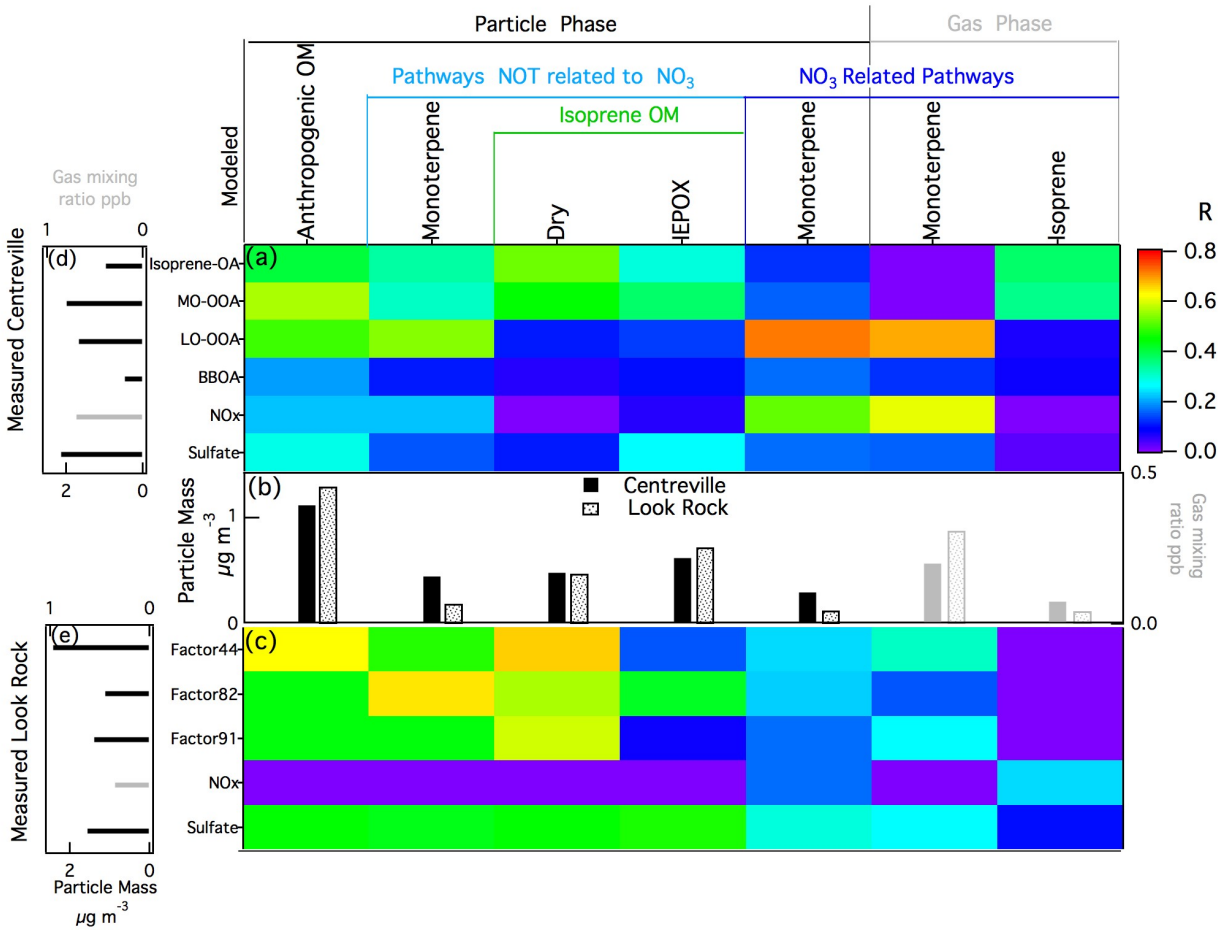 Particle Phase
Gas Phase
Pathways NOT related to NO3
NO3 Related Pathways
Isoprene OM
Modeled
Anthropogenic OM
Monoterpene
Dry
IEPOX
Monoterpene
Monoterpene
Isoprene
Gas mixing
ratio ppb
1 0
Measured Centreville
(d)
2 0
(a)
Isoprene-OA
MO-OOA
LO-OOA
BBOA
NOx
Sulfate
R
0.8
0.6
0.4
0.2
0.0
(b)
Centreville
Look Rock
Particle Mass
µg m-3
1
0
0.5
0.0
Gas mixing
ratio ppb
1 0
Measured Look Rock
(e)
2 0
Particle Mass
µg m-3
(c)
Factor44
Factor82
Factor91
NOx
Sulfate